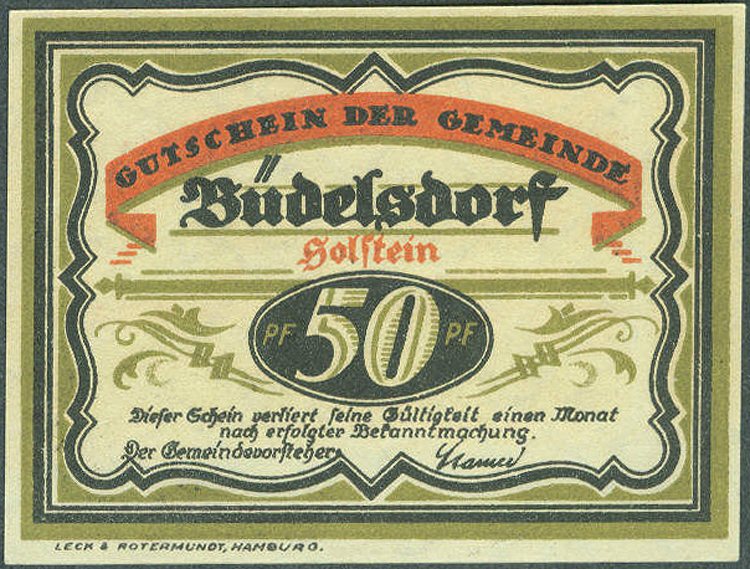 GUTSCHEIN DER GEMEINDE
Büdelsdorf
Holstein
PF 50 PF
Dieser Schein verliert seine Gültigkeit einen Monat
nach erfolgter Bekanntmachung.
Der Gemeindevorsteher
LECK & ROTERMUNDT, HAMBURG.